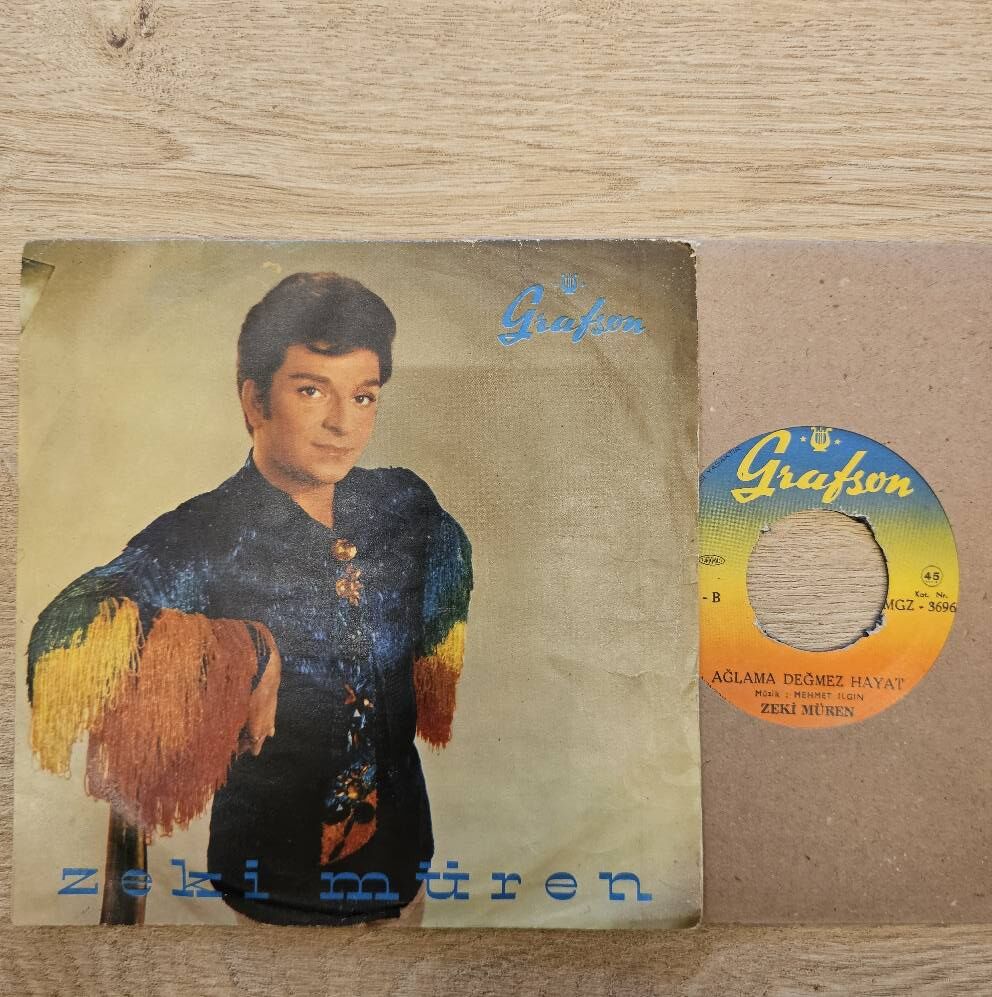 Grafson
zeki müren
Grafson
45
- B
Kat. Nr.
MGZ - 3696
AĞLAMA DEĞMEZ HAYAT
Müzik : MEHMET ILGIN
ZEKİ MÜREN